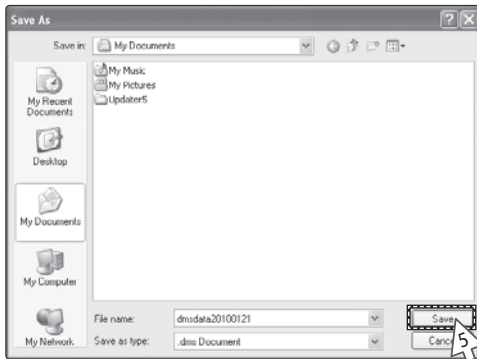 Save As
Save in:
My Documents
My Recent
Documents
Desktop
My Documents
My Computer
My Network
My Music
My Pictures
Updater5
File name:
dmsdata20100121
Save
Save as type:
.dms Document
Canc
5